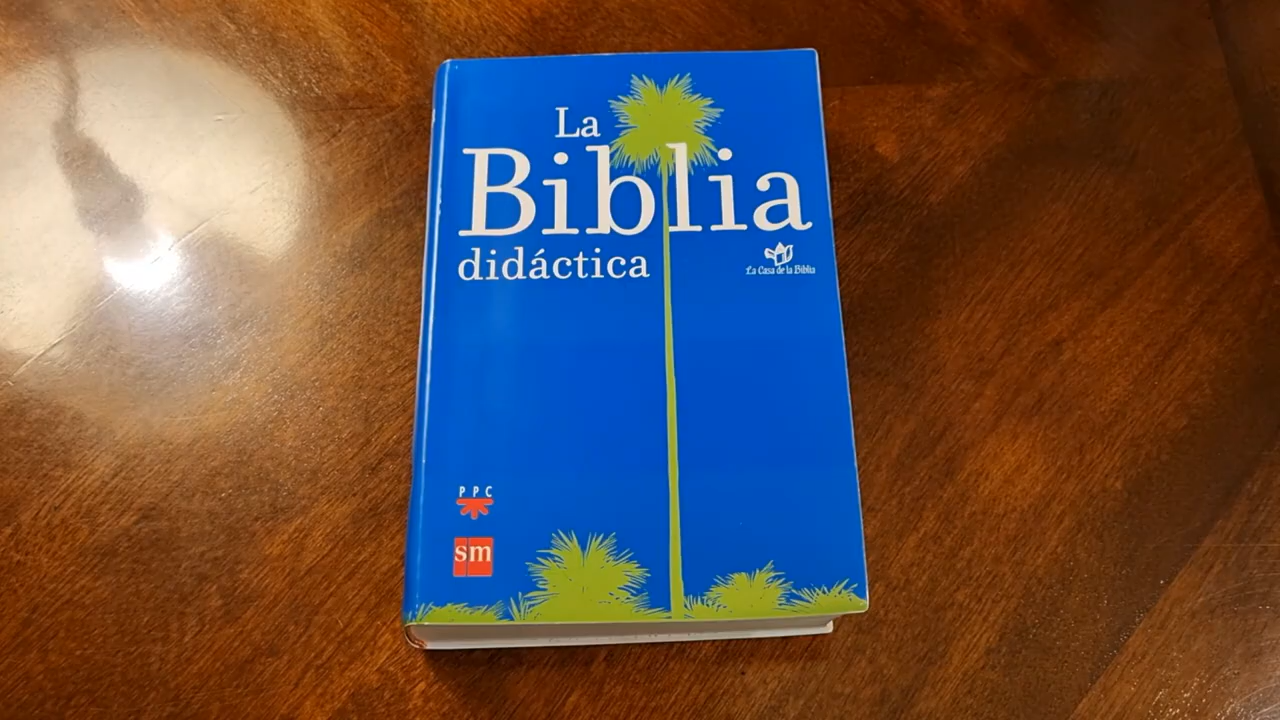 La
Biblia
didáctica
La Casa de la Biblia
PPC
sm